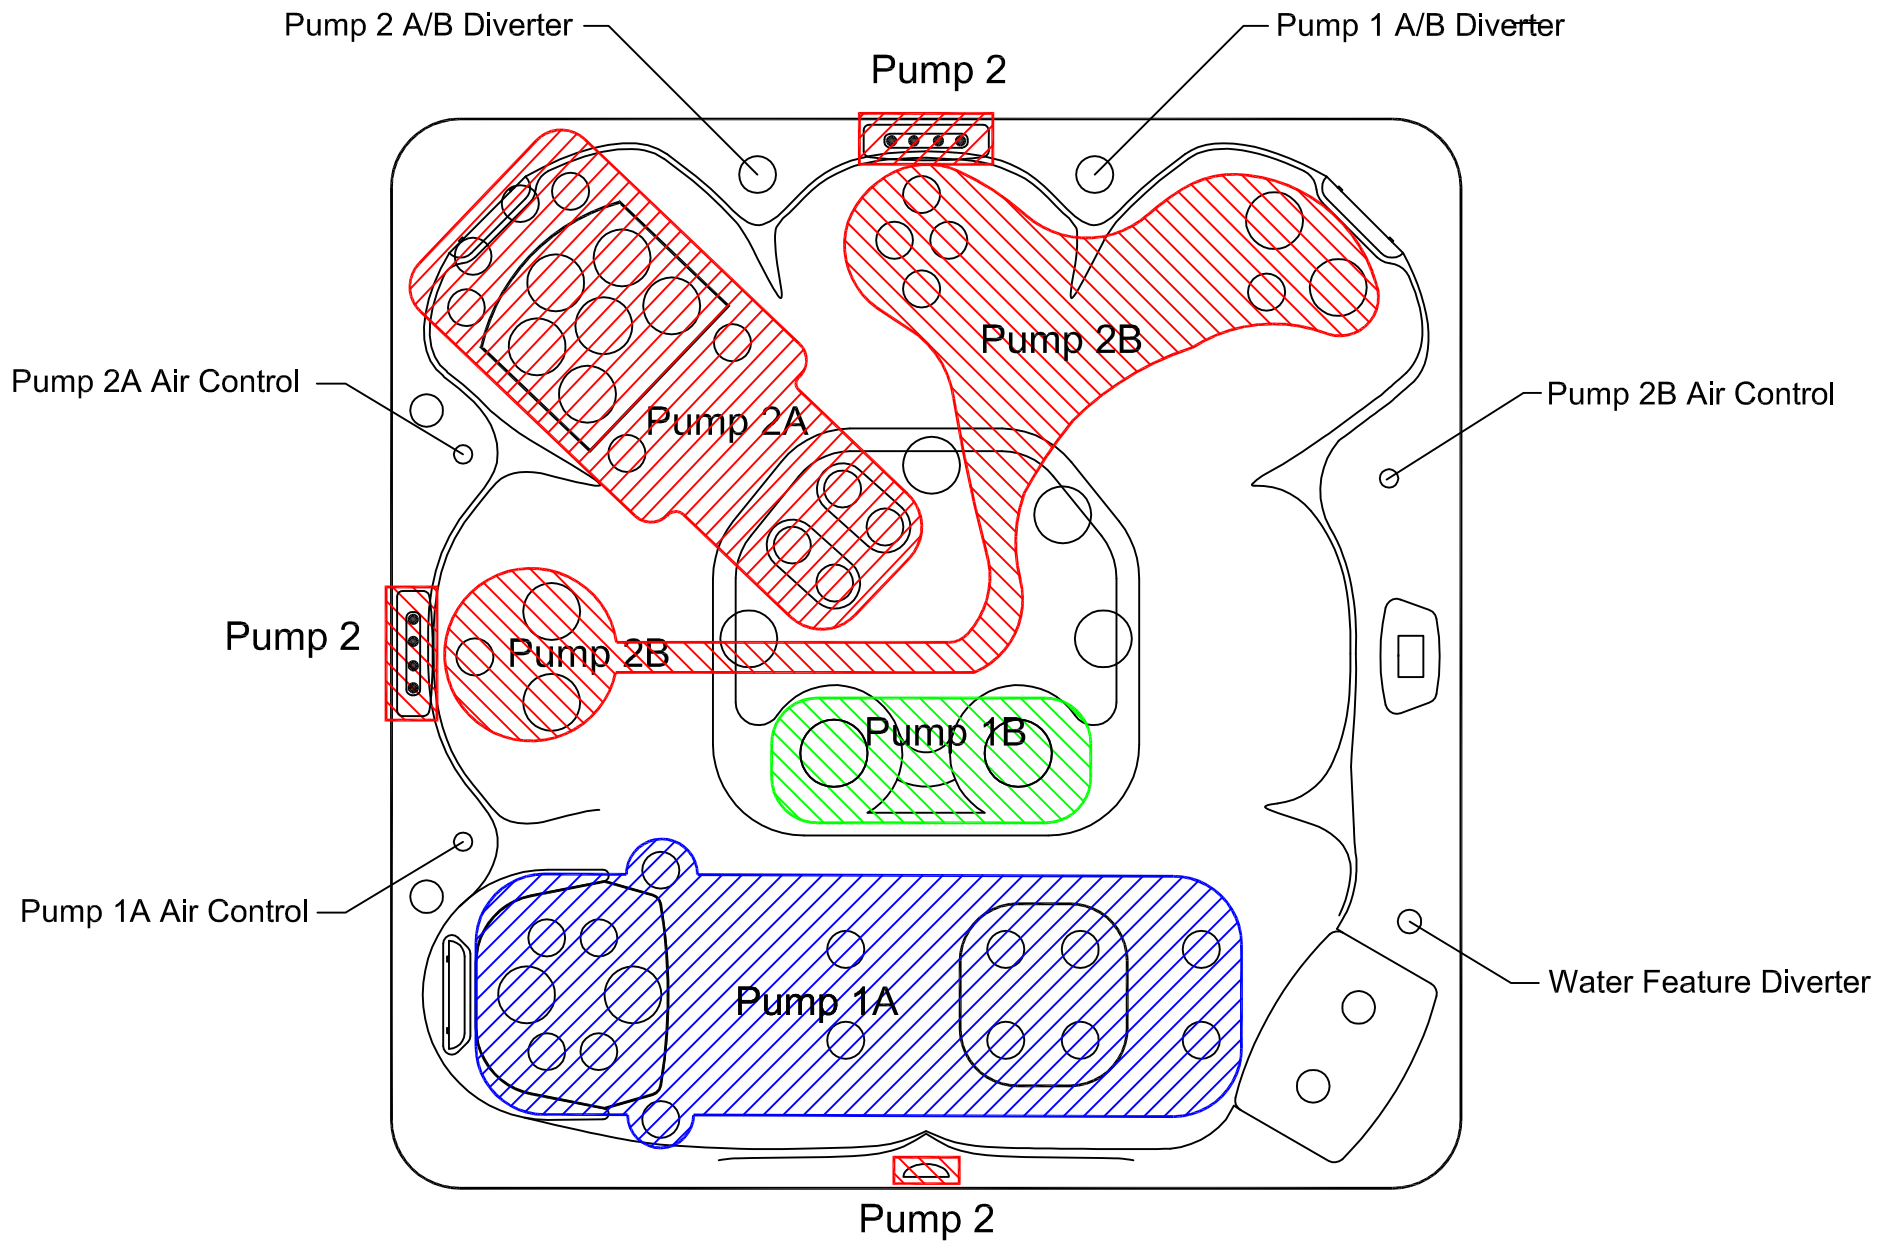 Pump 2 A/B Diverter
Pump 1 A/B Diverter
Pump 2
Pump 2B
Pump 2A Air Control
Pump 2B Air Control
Pump 2A
Pump 2
Pump 2B
Pump 1B
Pump 1A Air Control
Water Feature Diverter
Pump 1A
Pump 2